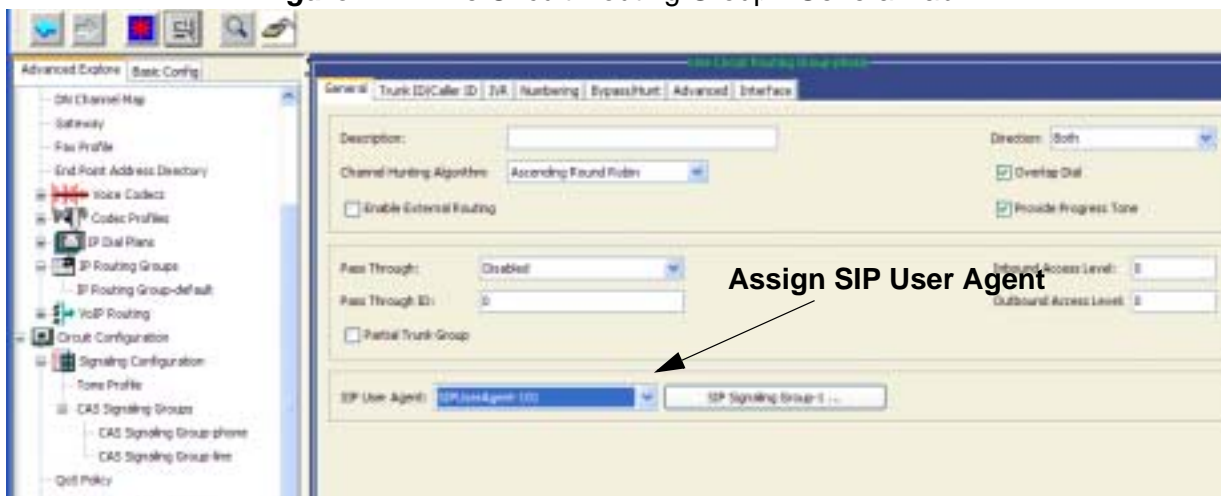 Advanced Explore Basic Config
General Trunk ID/Caller ID IVR Numbering Bypass/Hunt Advanced Interface
DN Channel Map
Gateway
Fax Profile
End Point Address Directory
Voice Codecs
Codec Profiles
IP Dial Plans
IP Routing Groups
IP Routing Group-default
VoIP Routing
Circuit Configuration
Signaling Configuration
Tone Profile
CAS Signaling Groups
CAS Signaling Group-phone
CAS Signaling Group-line
QoS Policy
Description:
Direction: Both
Channel Hunting Algorithm Ascending Round Robin
Overlap Dial
Enable External Routing
Provide Progress Tone
Pass Through: Disabled
Inbound Access Level: 0
Assign SIP User Agent
Pass Through ID: 0
Outbound Access Level:
Partial Trunk Group
SIP User Agent: SIPUserAgent-101
SIP Signaling Group-1 ...